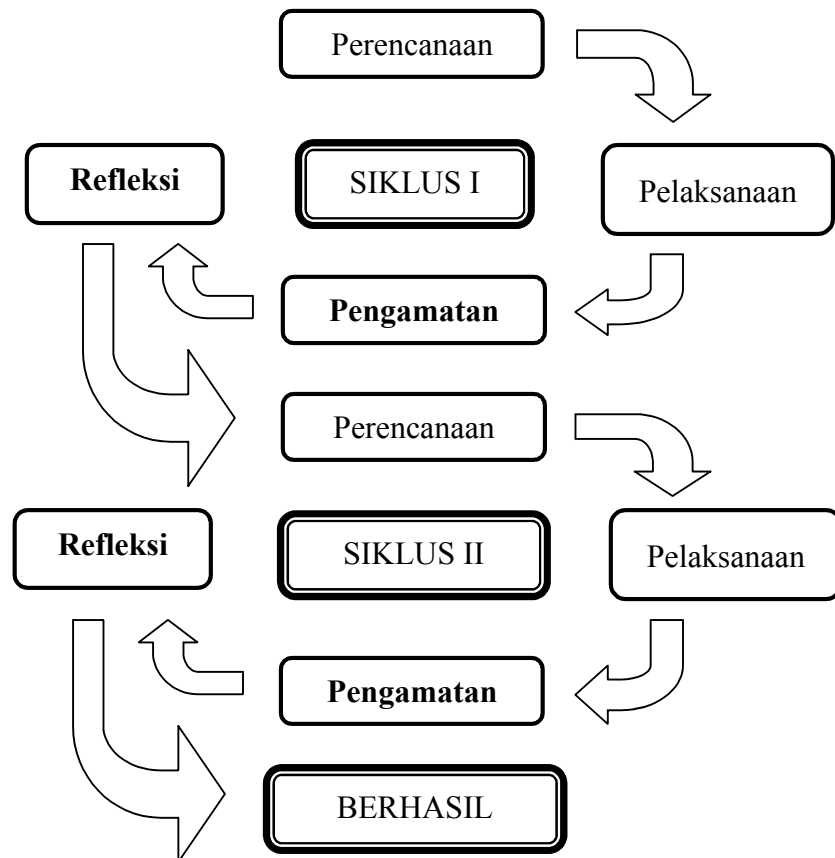 Perencanaan
Refleksi
SIKLUS I
Pelaksanaan
Pengamatan
Perencanaan
Refleksi
SIKLUS II
Pelaksanaan
Pengamatan
BERHASIL